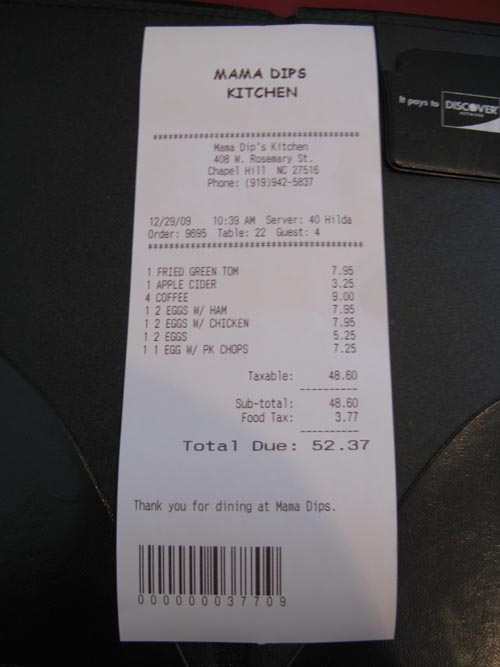 MAMA DIPS
KITCHEN
It pays to DISCOVER
NETWORK
****************************************
Mama Dip's Kitchen
408 W. Rosemary St.
Chapel Hill NC 27516
Phone: (919)942-5837
12/29/09 10:39 AM Server: 40 Hilda
Order: 9695 Table: 22 Guest: 4
****************************************
1 FRIED GREEN TOM 7.95
1 APPLE CIDER 3.25
4 COFFEE 9.00
1 2 EGGS W/ HAM 7.95
1 2 EGGS W/ CHICKEN 7.95
1 2 EGGS 5.25
1 1 EGG W/ PK CHOPS 7.25
Taxable: 48.60
----------
Sub-total: 48.60
Food Tax: 3.77
----------
Total Due: 52.37
Thank you for dining at Mama Dips.
0000000037709